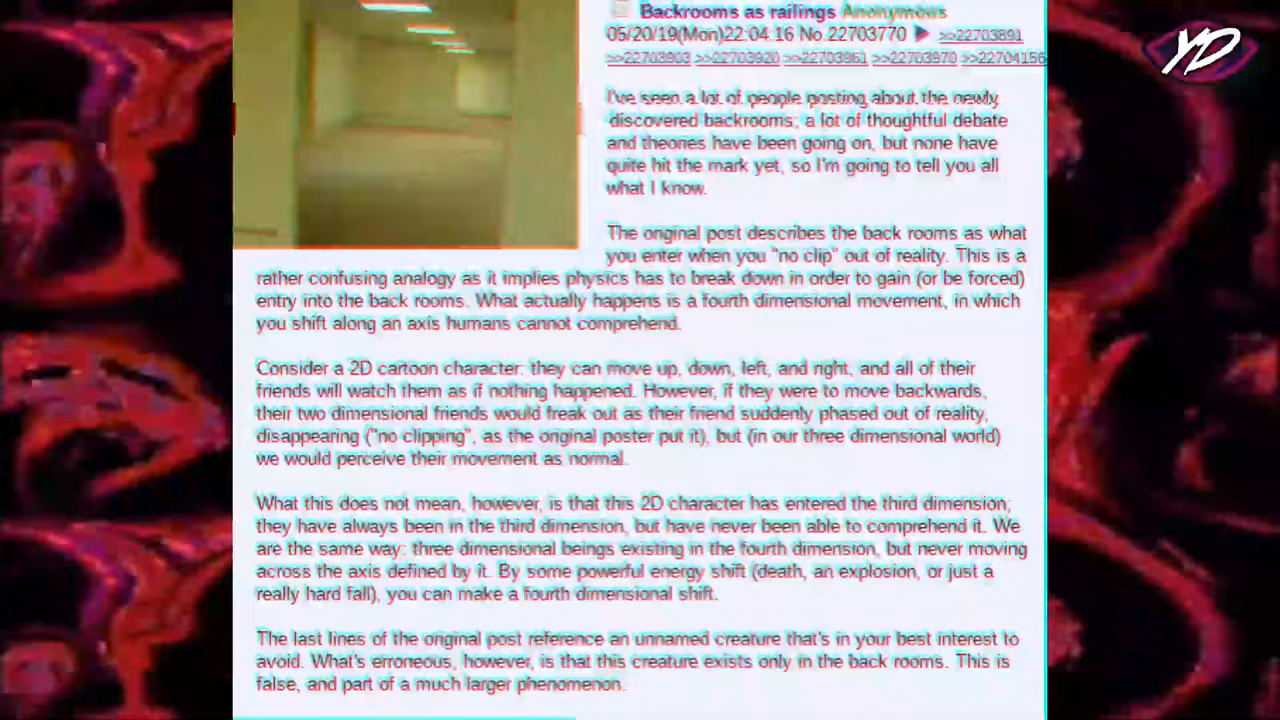 Backrooms as railings Anonymous
05/20/19(Mon)22:04:16 No 22703770 ▶ >>22703891
>>22703903 >>22703920 >>22703961 >>22703970 >>22704156
I've seen a lot of people posting about the newly
discovered backrooms; a lot of thoughtful debate
and theories have been going on, but none have
quite hit the mark yet, so I'm going to tell you all
what I know.
The original post describes the back rooms as what
you enter when you "no clip" out of reality. This is a
rather confusing analogy as it implies physics has to break down in order to gain (or be forced)
entry into the back rooms. What actually happens is a fourth dimensional movement, in which
you shift along an axis humans cannot comprehend.
Consider a 2D cartoon character: they can move up, down, left, and right, and all of their
friends will watch them as if nothing happened. However, if they were to move backwards,
their two dimensional friends would freak out as their friend suddenly phased out of reality,
disappearing ("no clipping", as the original poster put it), but (in our three dimensional world)
we would perceive their movement as normal.
What this does not mean, however, is that this 2D character has entered the third dimension;
they have always been in the third dimension, but have never been able to comprehend it. We
are the same way: three dimensional beings existing in the fourth dimension, but never moving
across the axis defined by it. By some powerful energy shift (death, an explosion, or just a
really hard fall), you can make a fourth dimensional shift.
The last lines of the original post reference an unnamed creature that's in your best interest to
avoid. What's erroneous, however, is that this creature exists only in the back rooms. This is
false, and part of a much larger phenomenon.
YD